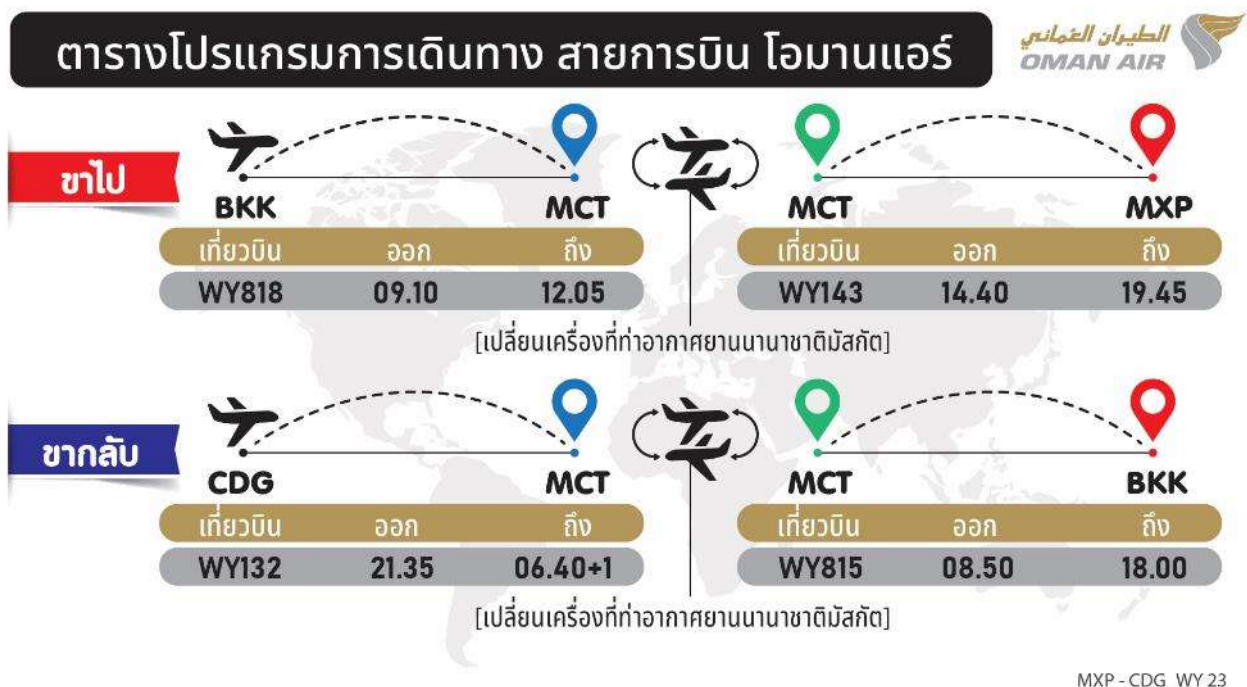 ตารางโปรแกรมการเดินทาง สายการบิน โอมานแอร์
الطيران العماني
OMAN AIR
ขาไป
BKK MCT MCT MXP
เที่ยวบิน ออก ถึง เที่ยวบิน ออก ถึง
WY818 09.10 12.05 WY143 14.40 19.45
[เปลี่ยนเครื่องที่ท่าอากาศยานนานาชาติมัสกัต]
ขากลับ
CDG MCT MCT BKK
เที่ยวบิน ออก ถึง เที่ยวบิน ออก ถึง
WY132 21.35 06.40+1 WY815 08.50 18.00
[เปลี่ยนเครื่องที่ท่าอากาศยานนานาชาติมัสกัต]
MXP - CDG WY 23